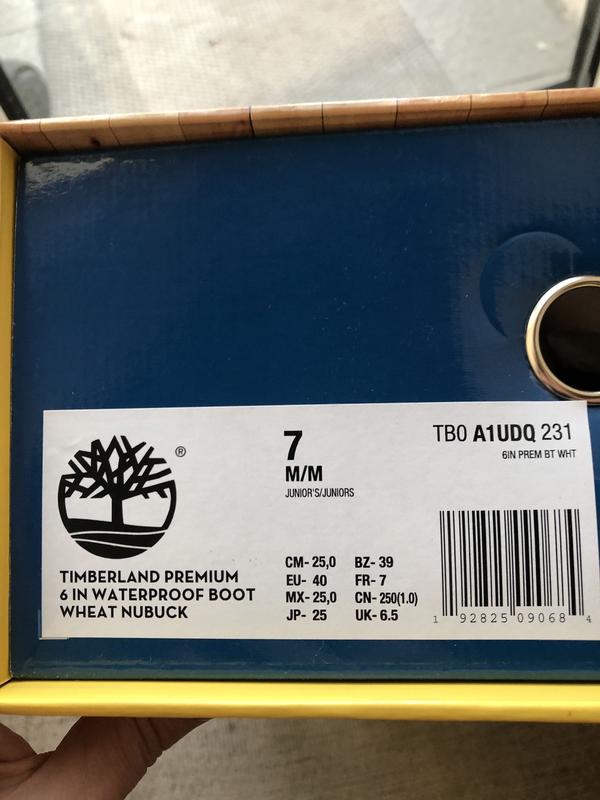 ®
TIMBERLAND PREMIUM
6 IN WATERPROOF BOOT
WHEAT NUBUCK
7
M/M
JUNIOR'S/JUNIORS
CM- 25,0 BZ- 39
EU- 40 FR- 7
MX- 25,0 CN- 250(1.0)
JP- 25 UK- 6.5
TB0 A1UDQ 231
6IN PREM BT WHT
1 92825 09068 4